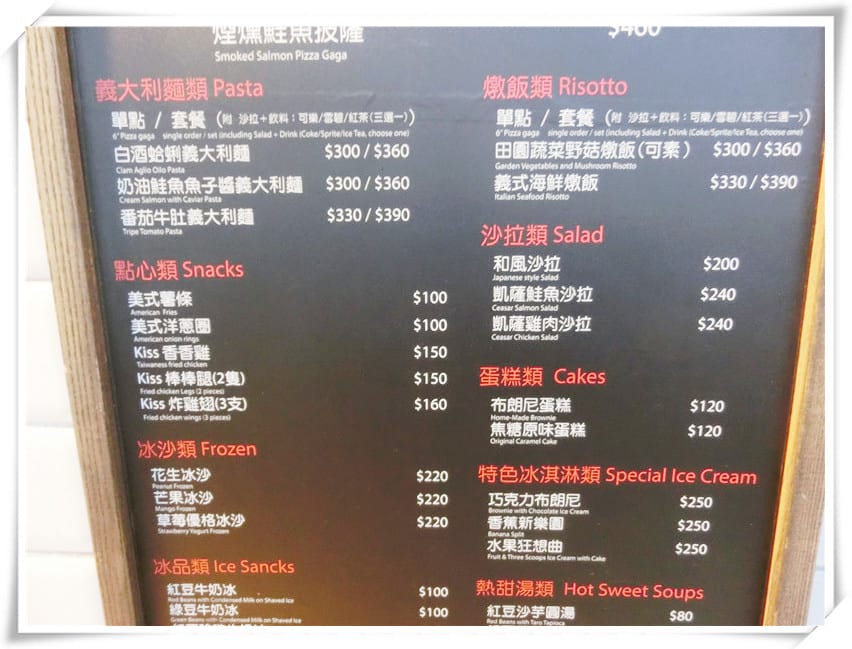 煙燻鮭魚披薩 $460
Smoked Salmon Pizza Gaga
義大利麵類 Pasta
單點 / 套餐 (附 沙拉+飲料:可樂/雪碧/紅茶(三選一))
6" Pizza gaga single order / set (including Salad + Drink (Coke/Sprite/Ice Tea, choose one)
白酒蛤蜊義大利麵 $300 / $360
Clam Aglio Olio Pasta
奶油鮭魚魚子醬義大利麵 $300 / $360
Cream Salmon with Caviar Pasta
番茄牛肚義大利麵 $330 / $390
Tripe Tomato Pasta
點心類 Snacks
美式薯條 $100
American Fries
美式洋蔥圈 $100
American onion rings
Kiss 香香雞 $150
Taiwaness fried chicken
Kiss 棒棒腿(2隻) $150
Fried chicken Legs (2 pieces)
Kiss 炸雞翅(3支) $160
Fried chicken wings (3 pieces)
冰沙類 Frozen
花生冰沙 $220
Peanut Frozen
芒果冰沙 $220
Mango Frozen
草莓優格冰沙 $220
Strawberry Yogurt Frozen
冰品類 Ice Sancks
紅豆牛奶冰 $100
Red Beans with Condensed Milk on Shaved Ice
綠豆牛奶冰 $100
Green Beans with Condensed Milk on Shaved Ice
燉飯類 Risotto
單點 / 套餐 (附 沙拉+飲料:可樂/雪碧/紅茶(三選一))
6" Pizza gaga single order / set (including Salad + Drink (Coke/Sprite/Ice Tea, choose one)
田園蔬菜野菇燉飯(可素) $300 / $360
Garden Vegetables and Mushroom Risotto
義式海鮮燉飯 $330 / $390
Italian Seafood Risotto
沙拉類 Salad
和風沙拉 $200
Japanese style Salad
凱薩鮭魚沙拉 $240
Ceasar Salmon Salad
凱薩雞肉沙拉 $240
Ceasar Chicken Salad
蛋糕類 Cakes
布朗尼蛋糕 $120
Home-Made Brownie
焦糖原味蛋糕 $120
Original Caramel Cake
特色冰淇淋類 Special Ice Cream
巧克力布朗尼 $250
Brownie with Chocolate Ice Cream
香蕉新樂園 $250
Banana Split
水果狂想曲 $250
Fruit & Three Scoops Ice Cream with Cake
熱甜湯類 Hot Sweet Soups
紅豆沙芋圓湯 $80
Red Beans with Taro Tapioca